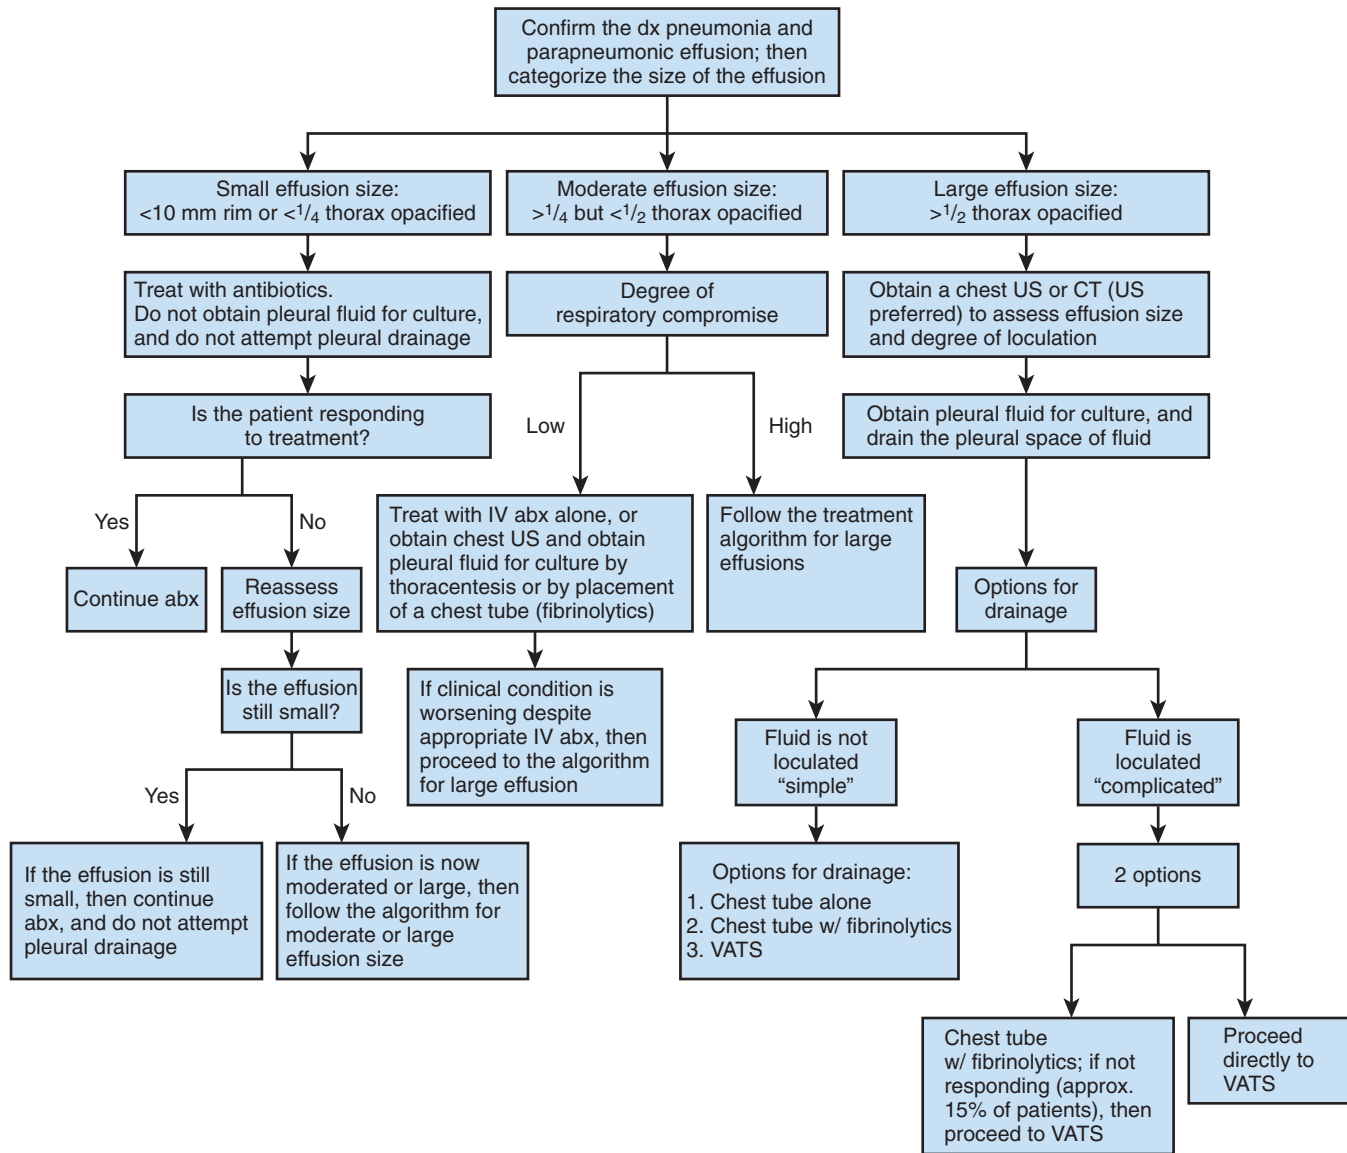 Confirm the dx pneumonia and
parapneumonic effusion; then
categorize the size of the effusion
Small effusion size:
<10 mm rim or <1/4 thorax opacified
Moderate effusion size:
>1/4 but <1/2 thorax opacified
Large effusion size:
>1/2 thorax opacified
Treat with antibiotics.
Do not obtain pleural fluid for culture,
and do not attempt pleural drainage
Degree of
respiratory compromise
Obtain a chest US or CT (US
preferred) to assess effusion size
and degree of loculation
Is the patient responding
to treatment?
Low
High
Obtain pleural fluid for culture, and
drain the pleural space of fluid
Yes
No
Treat with IV abx alone, or
obtain chest US and obtain
pleural fluid for culture by
thoracentesis or by placement
of a chest tube (fibrinolytics)
Follow the treatment
algorithm for large
effusions
Continue abx
Reassess
effusion size
Options for
drainage
Is the effusion
still small?
If clinical condition is
worsening despite
appropriate IV abx, then
proceed to the algorithm
for large effusion
Fluid is not
loculated
“simple”
Fluid is
loculated
“complicated”
Yes
No
If the effusion is still
small, then continue
abx, and do not attempt
pleural drainage
If the effusion is now
moderated or large, then
follow the algorithm for
moderate or large
effusion size
Options for drainage:
1. Chest tube alone
2. Chest tube w/ fibrinolytics
3. VATS
2 options
Chest tube
w/ fibrinolytics; if not
responding (approx.
15% of patients), then
proceed to VATS
Proceed
directly to
VATS